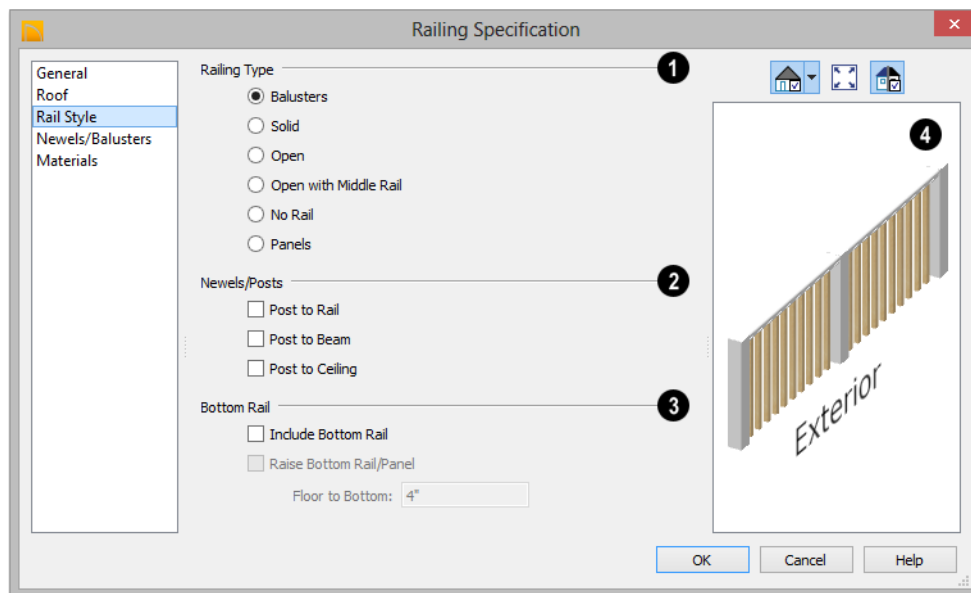 Railing Specification
General
Roof
Rail Style
Newels/Balusters
Materials
Railing Type
1
Balusters
Solid
Open
Open with Middle Rail
No Rail
Panels
Newels/Posts
2
Post to Rail
Post to Beam
Post to Ceiling
Bottom Rail
3
Include Bottom Rail
Raise Bottom Rail/Panel
Floor to Bottom: 4"
4
Exterior
OK
Cancel
Help